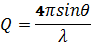 Q = 4πsinθ / λ